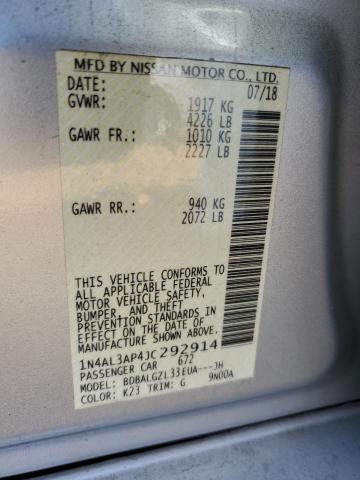 MFD BY NISSAN MOTOR CO., LTD.
DATE: 07/18
GVWR: 1917 KG
4226 LB
GAWR FR.: 1010 KG
2227 LB
GAWR RR.: 940 KG
2072 LB
THIS VEHICLE CONFORMS TO
ALL APPLICABLE FEDERAL
MOTOR VEHICLE SAFETY,
BUMPER, AND THEFT
PREVENTION STANDARDS
IN EFFECT ON THE DATE OF
MANUFACTURE SHOWN ABOVE.
1N4AL3AP4JC292914
PASSENGER CAR 672
MODEL: BDBALGZL33EUA---JH
COLOR: K23 TRIM: G 9N00A